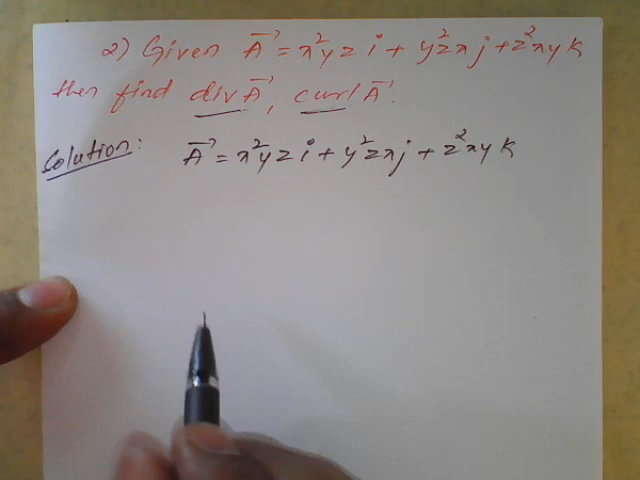 2) Given A⃗ = x²yz i + y²zx j + z²xy k
then find div A⃗, curl A⃗.
Solution: A⃗ = x²yz i + y²zx j + z²xy k